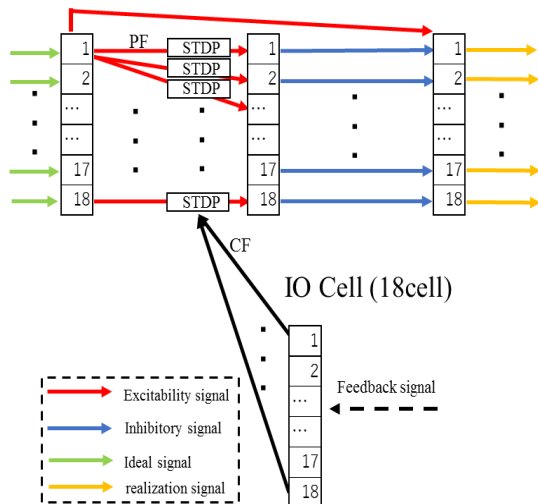 PF
1
2
...
...
17
18
STDP
STDP
STDP
STDP
1
2
...
...
17
18
1
2
...
...
17
18
CF
IO Cell (18cell)
1
2
...
...
17
18
Feedback signal
Excitability signal
Inhibitory signal
Ideal signal
realization signal